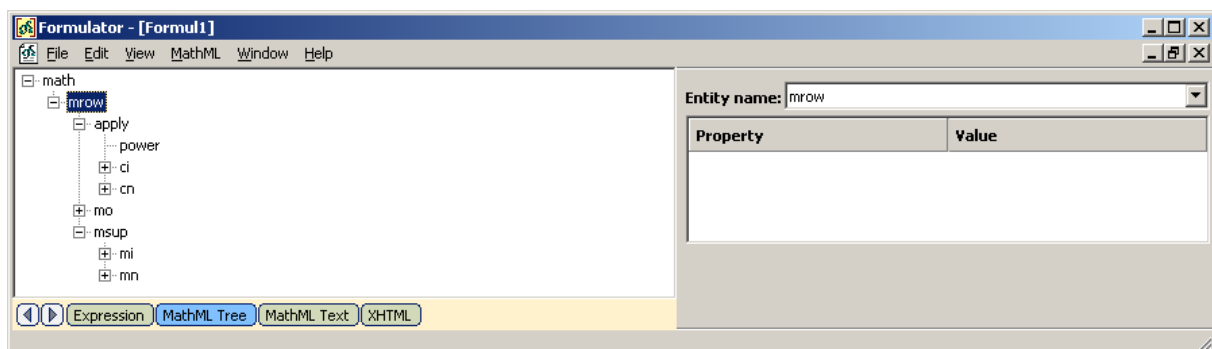 Formulator - [Formul1]
File Edit View MathML Window Help
math
mrow
apply
power
ci
cn
mo
msup
mi
mn
Entity name: mrow
Property Value
Expression MathML Tree MathML Text XHTML